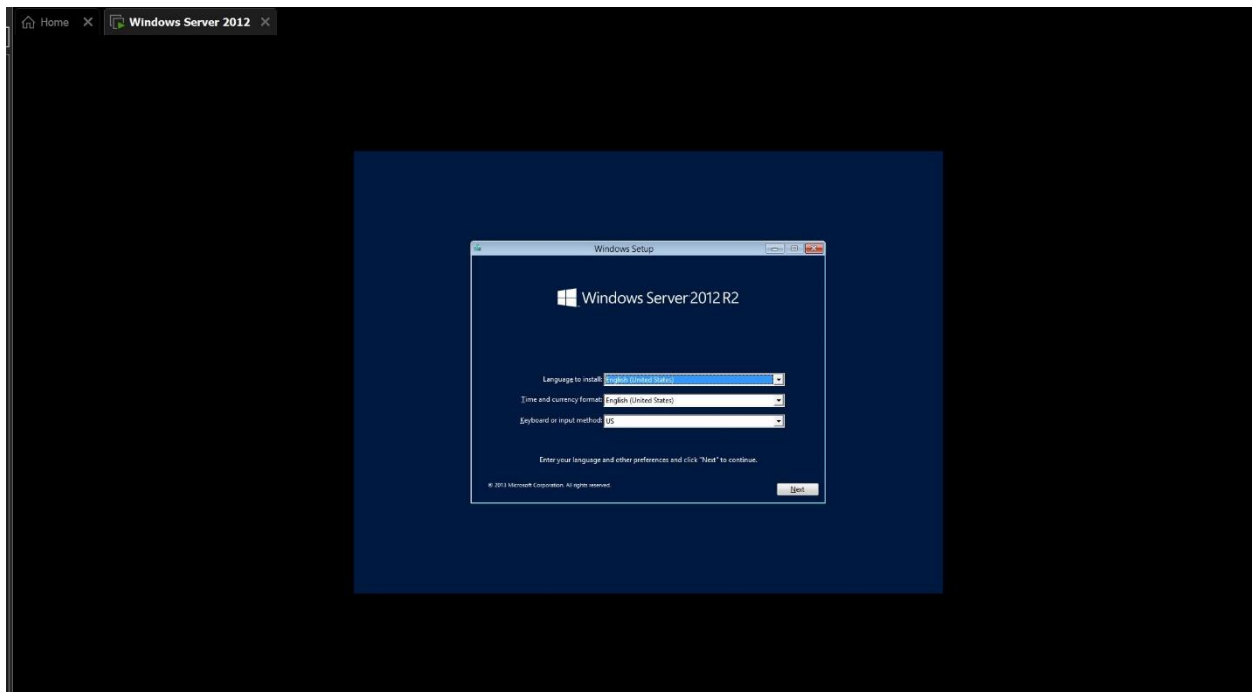 Home
Windows Server 2012
Windows Setup
Windows Server 2012 R2
Language to install: English (United States)
Time and currency format: English (United States)
Keyboard or input method: US
Enter your language and other preferences and click "Next" to continue.
© 2013 Microsoft Corporation. All rights reserved.
Next